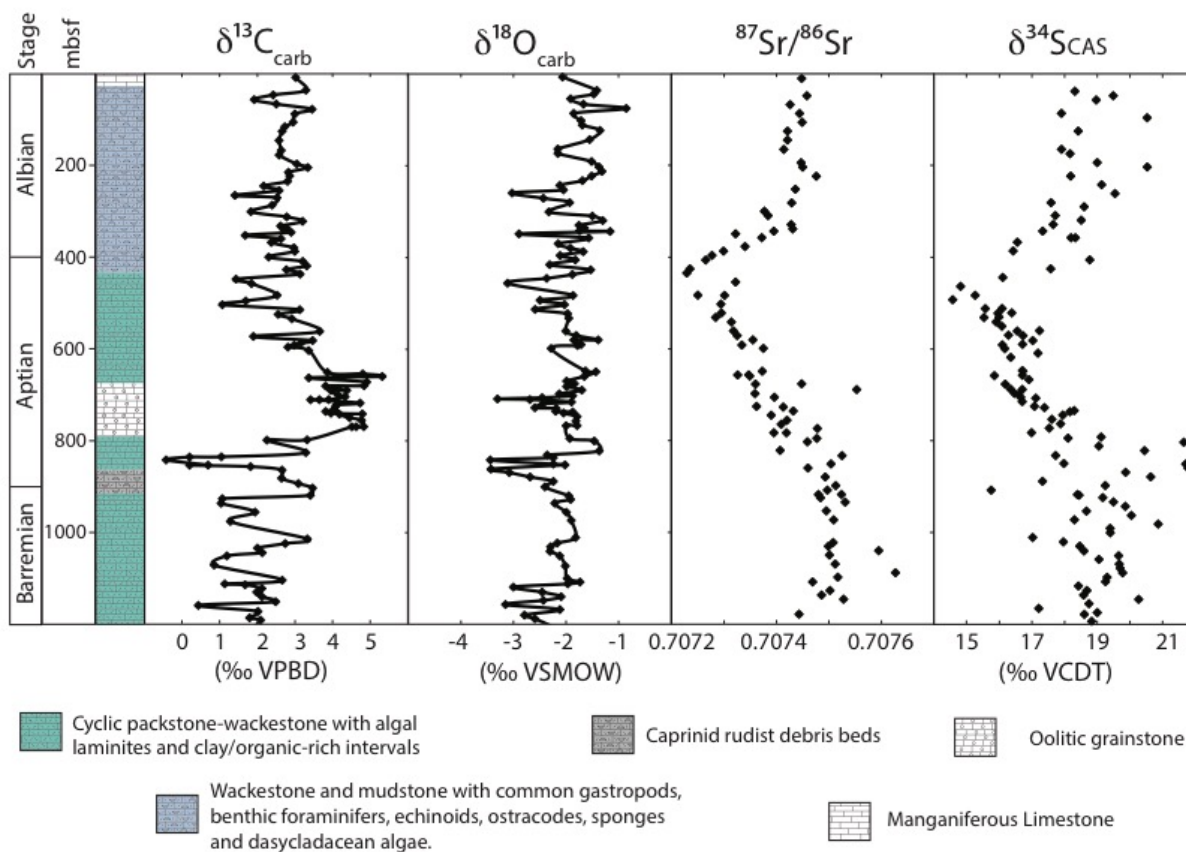 Stage
mbsf
δ¹³Ccarb
δ¹⁸Ocarb
⁸⁷Sr/⁸⁶Sr
δ³⁴SCAS
Albian
Aptian
Barremian
200
400
600
800
1000
0 1 2 3 4 5
-4 -3 -2 -1
0.7072 0.7074 0.7076
15 17 19 21
(‰ VPBD)
(‰ VSMOW)
(‰ VCDT)
Cyclic packstone-wackestone with algal
laminites and clay/organic-rich intervals
Caprinid rudist debris beds
Oolitic grainstone
Wackestone and mudstone with common gastropods,
benthic foraminifers, echinoids, ostracodes, sponges
and dasycladacean algae.
Manganiferous Limestone